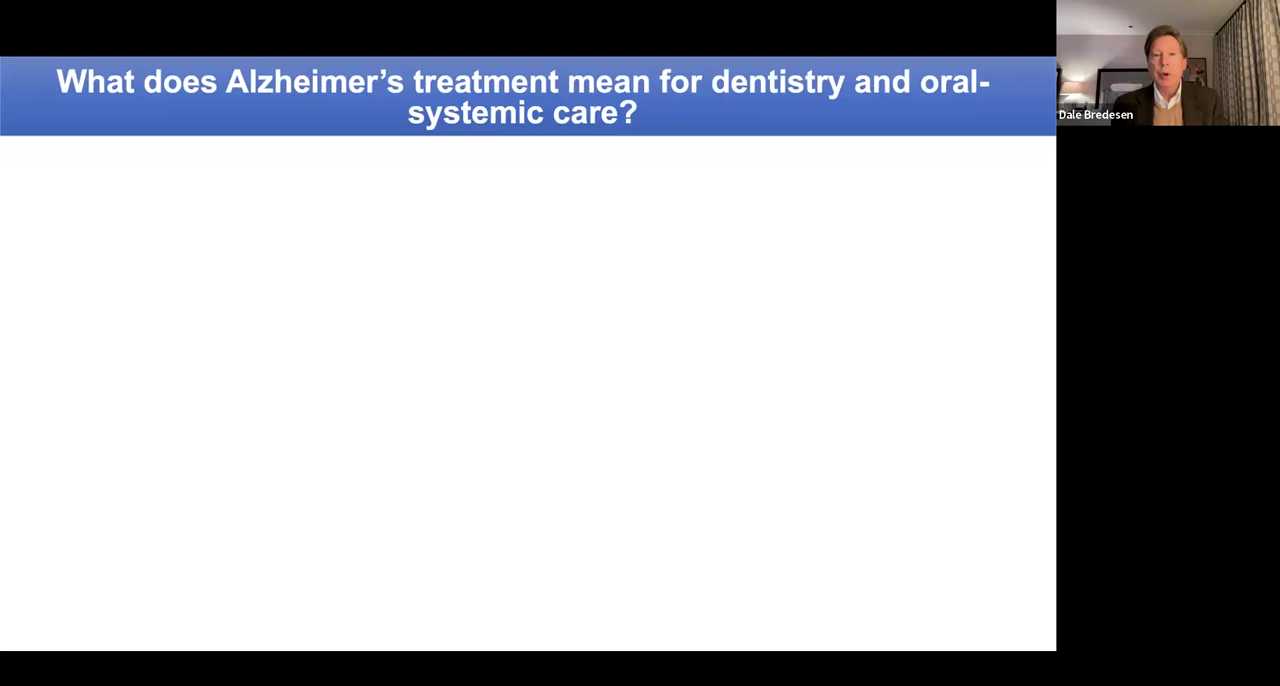 What does Alzheimer’s treatment mean for dentistry and oral-
systemic care?
Dale Bredesen